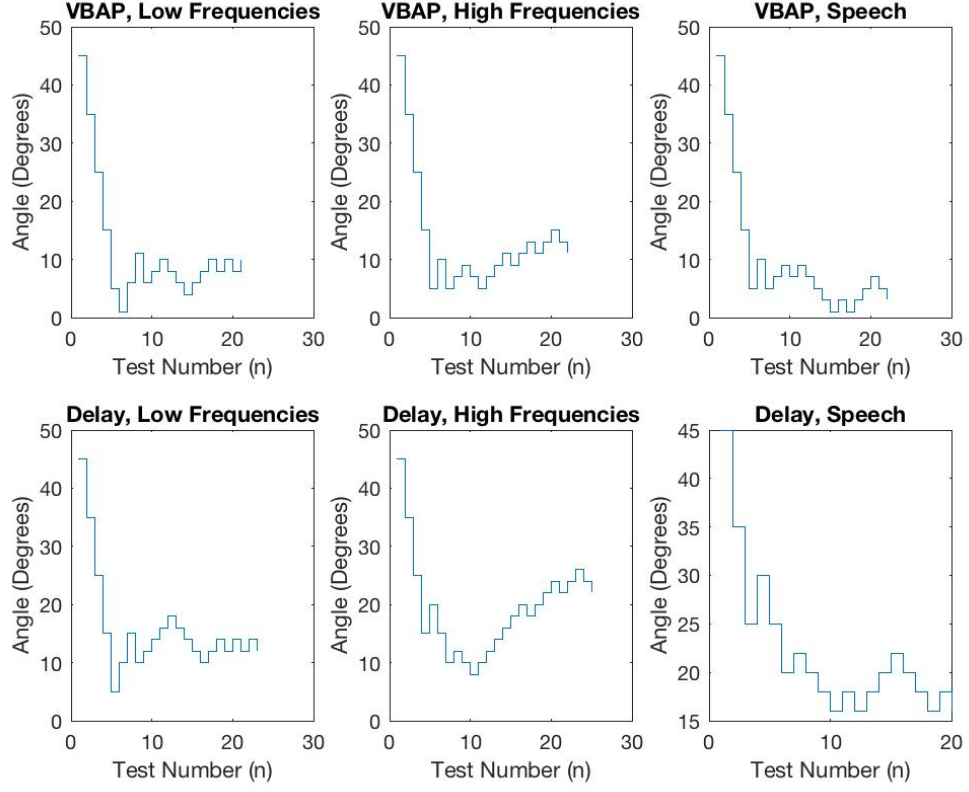 VBAP, Low Frequencies
50
40
30
20
10
0
Angle (Degrees)
0 10 20 30
Test Number (n)
VBAP, High Frequencies
50
40
30
20
10
0
Angle (Degrees)
0 10 20 30
Test Number (n)
VBAP, Speech
50
40
30
20
10
0
Angle (Degrees)
0 10 20 30
Test Number (n)
Delay, Low Frequencies
50
40
30
20
10
0
Angle (Degrees)
0 10 20 30
Test Number (n)
Delay, High Frequencies
50
40
30
20
10
0
Angle (Degrees)
0 10 20 30
Test Number (n)
Delay, Speech
45
40
35
30
25
20
15
Angle (Degrees)
0 10 20
Test Number (n)